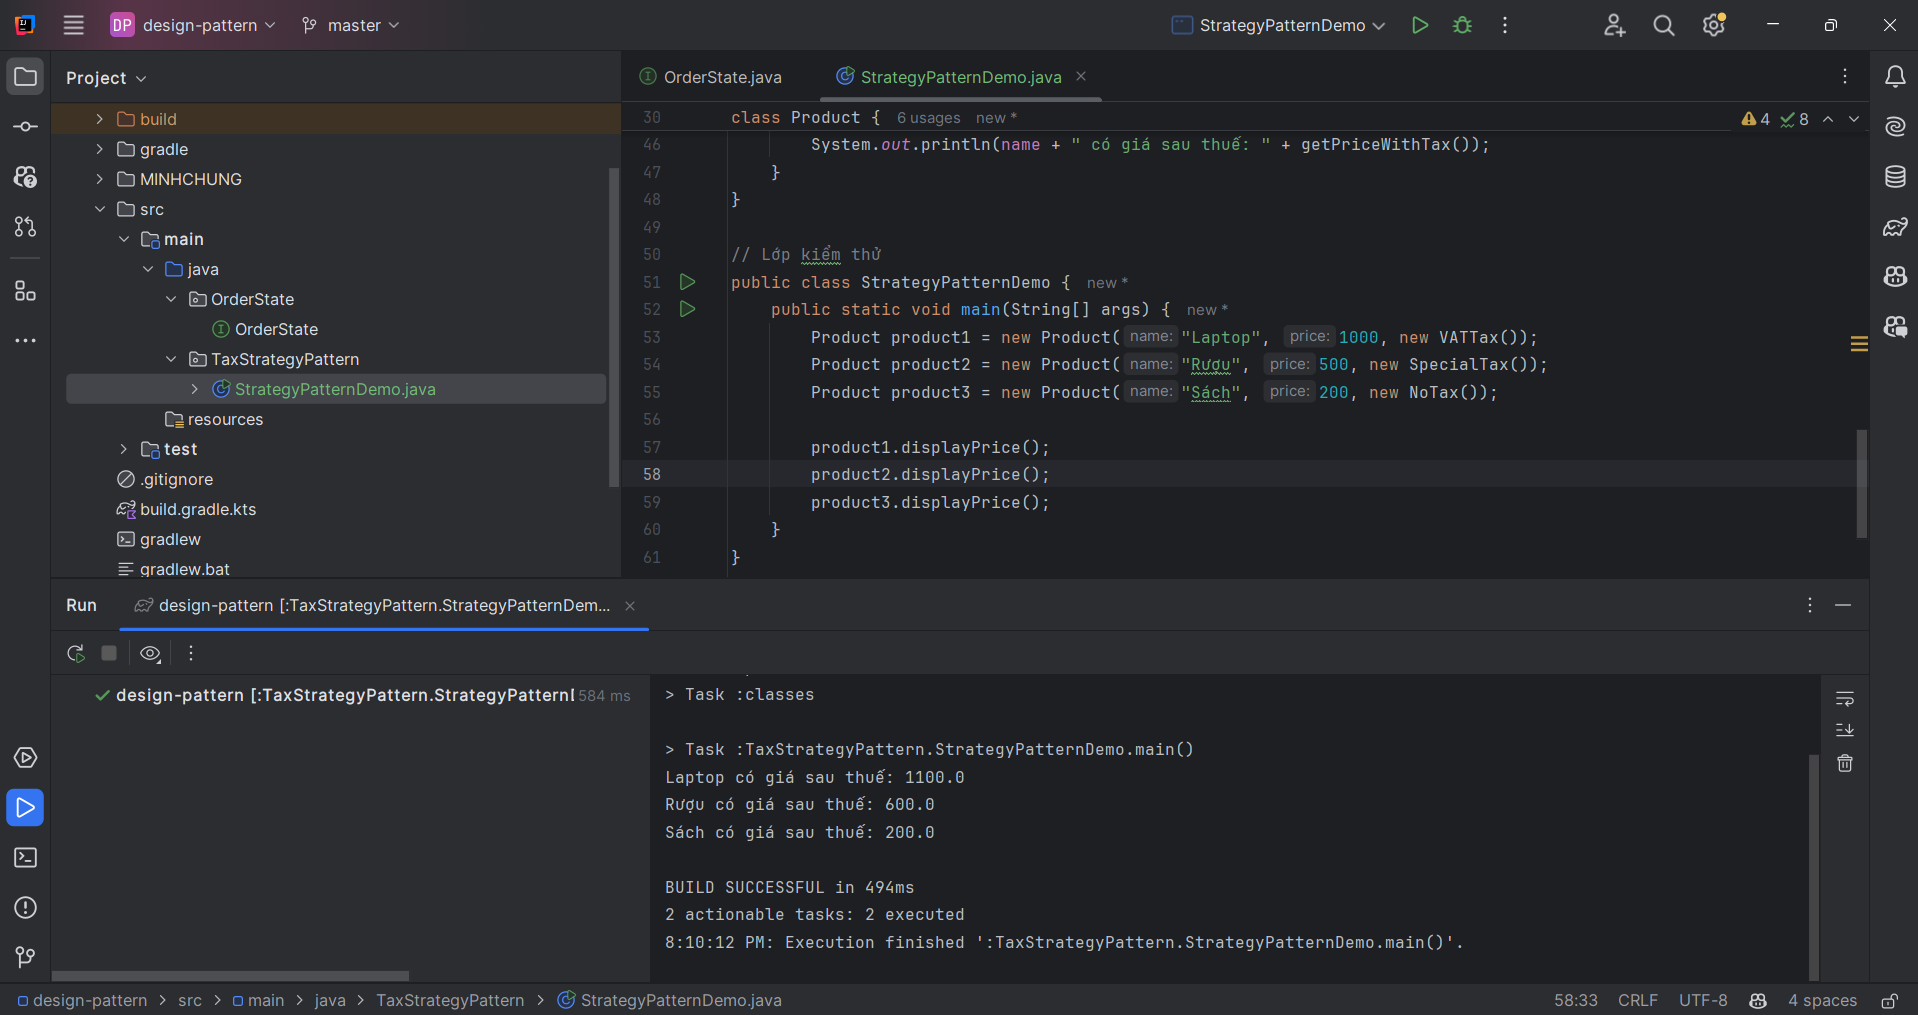 DP design-pattern master StrategyPatternDemo
Project
build
gradle
MINHCHUNG
src
main
java
OrderState
OrderState
TaxStrategyPattern
StrategyPatternDemo.java
resources
test
.gitignore
build.gradle.kts
gradlew
gradlew.bat
OrderState.java StrategyPatternDemo.java
30 class Product { 6 usages new *
4 8
46 System.out.println(name + " có giá sau thuế: " + getPriceWithTax());
47 }
48 }
49
50 // Lớp kiểm thử
51 public class StrategyPatternDemo { new *
52 public static void main(String[] args) { new *
53 Product product1 = new Product( name: "Laptop", price: 1000, new VATTax());
54 Product product2 = new Product( name: "Rượu", price: 500, new SpecialTax());
55 Product product3 = new Product( name: "Sách", price: 200, new NoTax());
56
57 product1.displayPrice();
58 product2.displayPrice();
59 product3.displayPrice();
60 }
61 }
Run design-pattern [:TaxStrategyPattern.StrategyPatternDem...
design-pattern [:TaxStrategyPattern.StrategyPattern 584 ms
> Task :classes
> Task :TaxStrategyPattern.StrategyPatternDemo.main()
Laptop có giá sau thuế: 1100.0
Rượu có giá sau thuế: 600.0
Sách có giá sau thuế: 200.0
BUILD SUCCESSFUL in 494ms
2 actionable tasks: 2 executed
8:10:12 PM: Execution finished ':TaxStrategyPattern.StrategyPatternDemo.main()'.
design-pattern > src > main > java > TaxStrategyPattern > StrategyPatternDemo.java
58:33 CRLF UTF-8 4 spaces